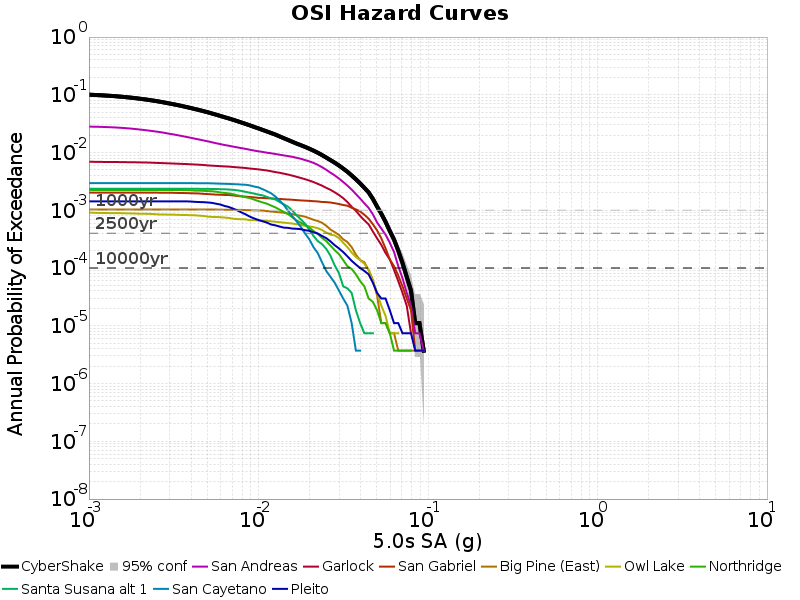 OSI Hazard Curves
10^0
10^-1
10^-2
10^-3
10^-4
10^-5
10^-6
10^-7
10^-8
Annual Probability of Exceedance
1000yr
2500yr
10000yr
10^-3 10^-2 10^-1 10^0 10^1
5.0s SA (g)
CyberShake 95% conf San Andreas Garlock San Gabriel Big Pine (East) Owl Lake Northridge
Santa Susana alt 1 San Cayetano Pleito